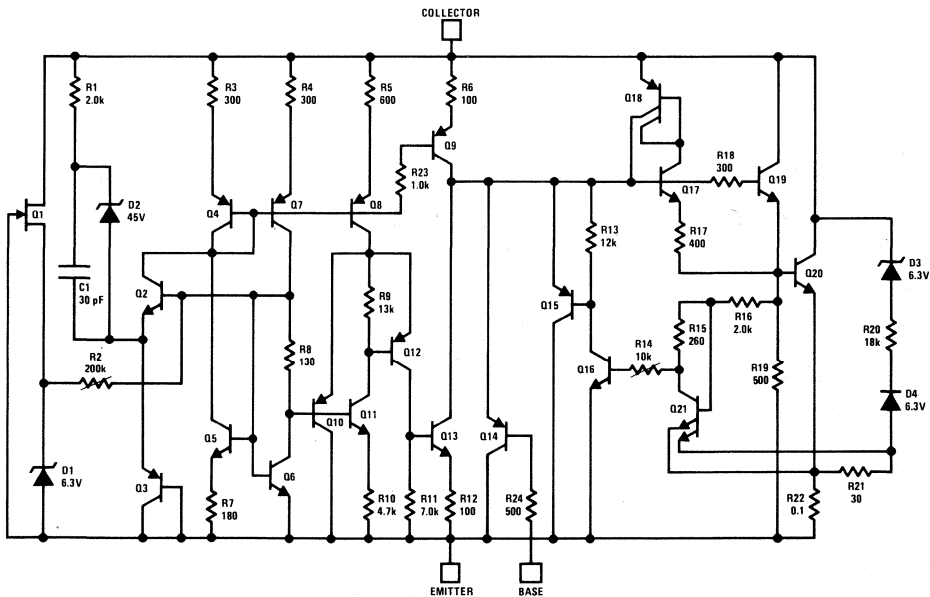 COLLECTOR
R1
2.0k
R3
300
R4
300
R5
600
R6
100
Q18
Q9
R23
1.0k
R18
300
Q19
Q17
Q1
D2
45V
Q4
Q7
Q8
R13
12k
R17
400
Q20
D3
6.3V
C1
30 pF
Q2
R9
13k
Q15
R16
2.0k
R2
200k
R8
130
Q12
R14
10k
R15
260
R20
18k
Q16
R19
500
D4
6.3V
Q21
Q5
Q10
Q11
Q13
Q14
D1
6.3V
Q3
Q6
R7
180
R10
4.7k
R11
7.0k
R12
100
R24
500
R22
0.1
R21
30
EMITTER
BASE